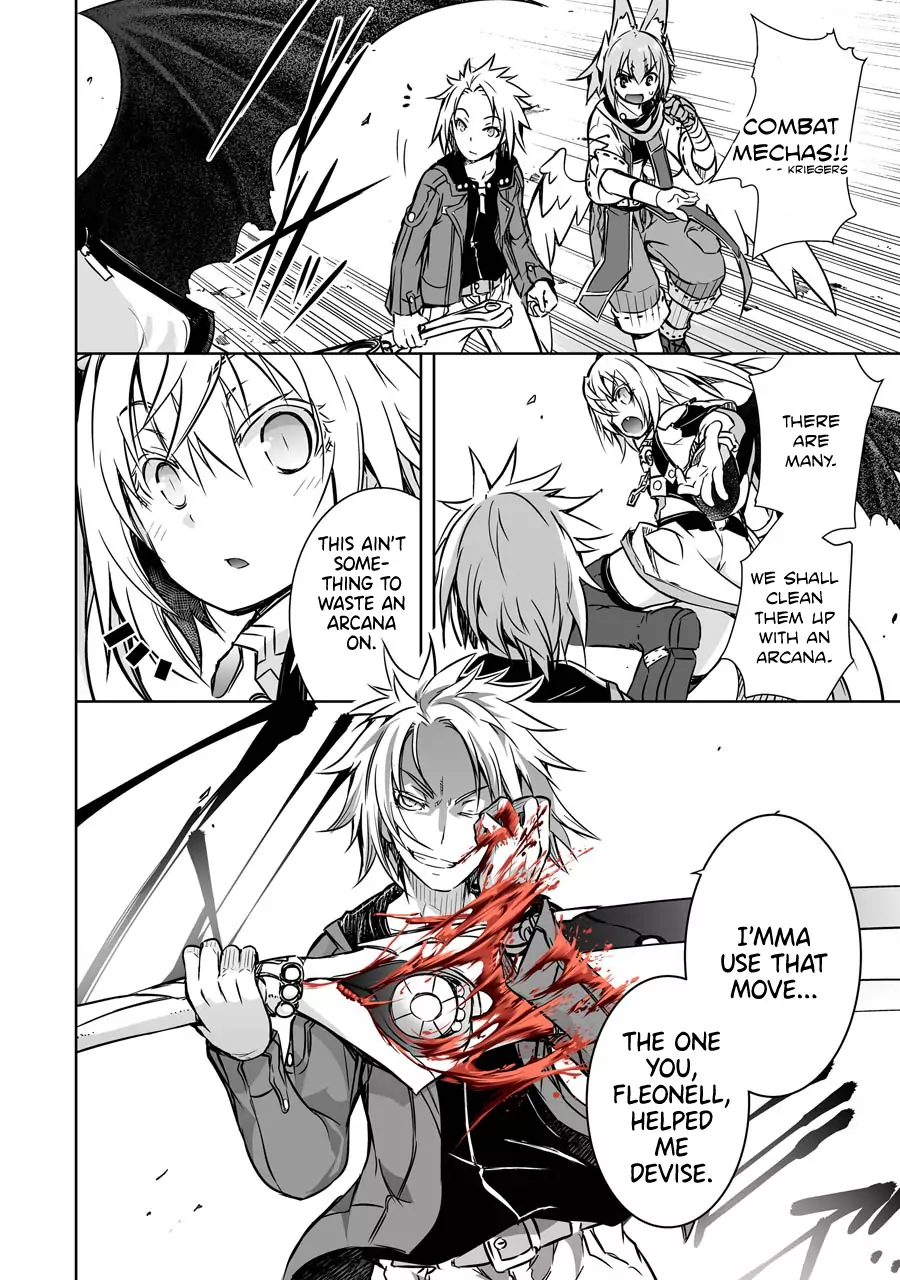 COMBAT
MECHAS!!
-- KRIEGERS
THERE
ARE
MANY.
WE SHALL
CLEAN
THEM UP
WITH AN
ARCANA.
THIS AIN'T
SOME-
THING TO
WASTE AN
ARCANA
ON.
I'MMA
USE THAT
MOVE...
THE ONE
YOU,
FLEONELL,
HELPED
ME
DEVISE.